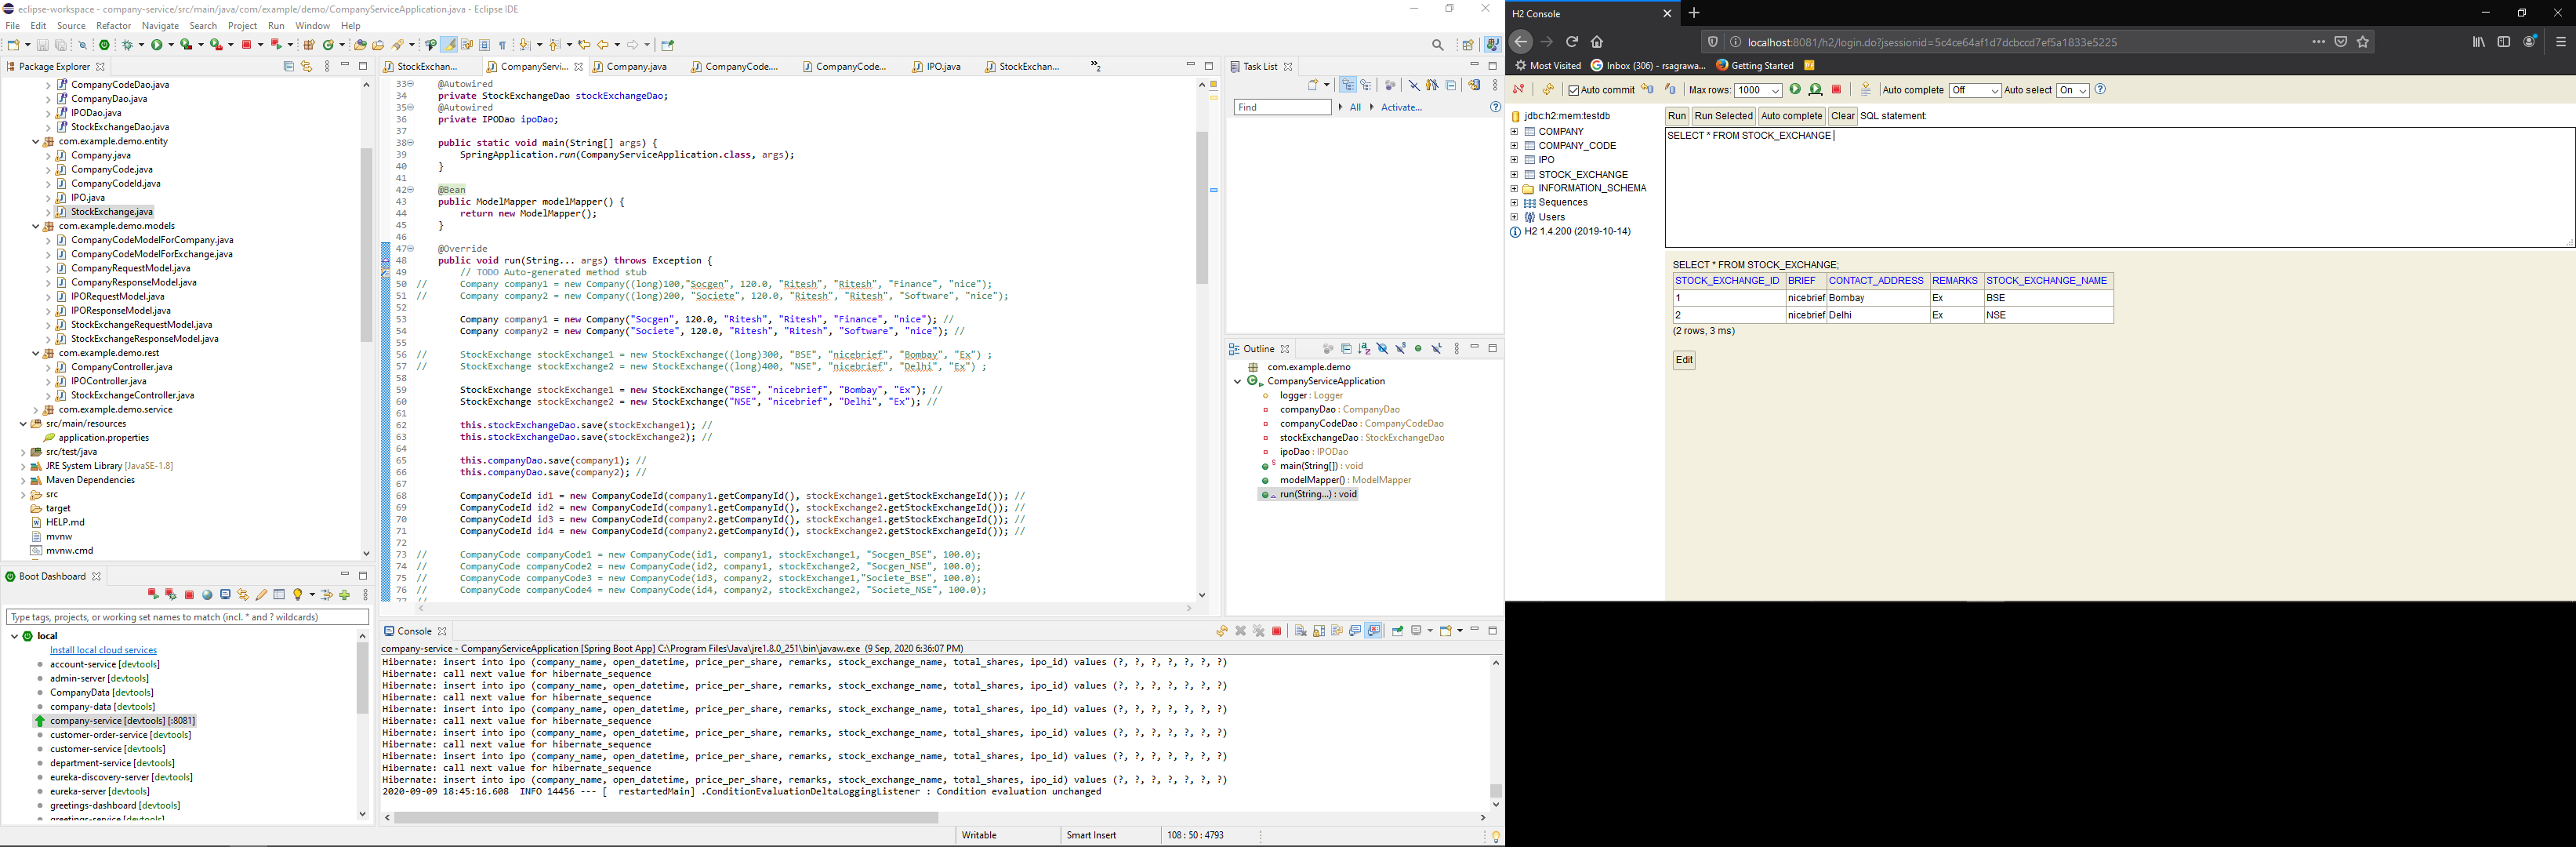 eclipse-workspace - company-service/src/main/java/com/example/demo/CompanyServiceApplication.java - Eclipse IDE
File Edit Source Refactor Navigate Search Project Run Window Help
Package Explorer
CompanyCodeDao.java
CompanyDao.java
IPODao.java
StockExchangeDao.java
com.example.demo.entity
Company.java
CompanyCode.java
CompanyCodeId.java
IPO.java
StockExchange.java
com.example.demo.models
CompanyCodeModelForCompany.java
CompanyCodeModelForExchange.java
CompanyRequestModel.java
CompanyResponseModel.java
IPORequestModel.java
IPOResponseModel.java
StockExchangeRequestModel.java
StockExchangeResponseModel.java
com.example.demo.rest
CompanyController.java
IPOController.java
StockExchangeController.java
com.example.demo.service
src/main/resources
application.properties
src/test/java
JRE System Library [JavaSE-1.8]
Maven Dependencies
src
target
HELP.md
mvnw
mvnw.cmd
Boot Dashboard
Type tags, projects, or working set names to match (incl. * and ? wildcards)
local
Install local cloud services
account-service [devtools]
admin-server [devtools]
CompanyData [devtools]
company-data [devtools]
company-service [devtools] [:8081]
customer-order-service [devtools]
customer-service [devtools]
department-service [devtools]
eureka-discovery-server [devtools]
eureka-server [devtools]
greetings-dashboard [devtools]
greetings-service [devtools]
StockExchan... CompanyServi... Company.java CompanyCode.... CompanyCode... IPO.java StockExchan... 2
33 @Autowired
34 private StockExchangeDao stockExchangeDao;
35 @Autowired
36 private IPODao ipoDao;
37
38 public static void main(String[] args) {
39 SpringApplication.run(CompanyServiceApplication.class, args);
40 }
41
42 @Bean
43 public ModelMapper modelMapper() {
44 return new ModelMapper();
45 }
46
47 @Override
48 public void run(String... args) throws Exception {
49 // TODO Auto-generated method stub
50 // Company company1 = new Company((long)100,"Socgen", 120.0, "Ritesh", "Ritesh", "Finance", "nice");
51 // Company company2 = new Company((long)200, "Societe", 120.0, "Ritesh", "Ritesh", "Software", "nice");
52
53 Company company1 = new Company("Socgen", 120.0, "Ritesh", "Ritesh", "Finance", "nice"); //
54 Company company2 = new Company("Societe", 120.0, "Ritesh", "Ritesh", "Software", "nice"); //
55
56 // StockExchange stockExchange1 = new StockExchange((long)300, "BSE", "nicebrief", "Bombay", "Ex") ;
57 // StockExchange stockExchange2 = new StockExchange((long)400, "NSE", "nicebrief", "Delhi", "Ex") ;
58
59 StockExchange stockExchange1 = new StockExchange("BSE", "nicebrief", "Bombay", "Ex"); //
60 StockExchange stockExchange2 = new StockExchange("NSE", "nicebrief", "Delhi", "Ex"); //
61
62 this.stockExchangeDao.save(stockExchange1); //
63 this.stockExchangeDao.save(stockExchange2); //
64
65 this.companyDao.save(company1); //
66 this.companyDao.save(company2); //
67
68 CompanyCodeId id1 = new CompanyCodeId(company1.getCompanyId(), stockExchange1.getStockExchangeId()); //
69 CompanyCodeId id2 = new CompanyCodeId(company1.getCompanyId(), stockExchange2.getStockExchangeId()); //
70 CompanyCodeId id3 = new CompanyCodeId(company2.getCompanyId(), stockExchange1.getStockExchangeId()); //
71 CompanyCodeId id4 = new CompanyCodeId(company2.getCompanyId(), stockExchange2.getStockExchangeId()); //
72
73 // CompanyCode companyCode1 = new CompanyCode(id1, company1, stockExchange1, "Socgen_BSE", 100.0);
74 // CompanyCode companyCode2 = new CompanyCode(id2, company1, stockExchange2, "Socgen_NSE", 100.0);
75 // CompanyCode companyCode3 = new CompanyCode(id3, company2, stockExchange1,"Societe_BSE", 100.0);
76 // CompanyCode companyCode4 = new CompanyCode(id4, company2, stockExchange2, "Societe_NSE", 100.0);
77 //
Console
company-service - CompanyServiceApplication [Spring Boot App] C:\Program Files\Java\jre1.8.0_251\bin\javaw.exe (9 Sep, 2020 6:36:07 PM)
Hibernate: insert into ipo (company_name, open_datetime, price_per_share, remarks, stock_exchange_name, total_shares, ipo_id) values (?, ?, ?, ?, ?, ?, ?)
Hibernate: call next value for hibernate_sequence
Hibernate: insert into ipo (company_name, open_datetime, price_per_share, remarks, stock_exchange_name, total_shares, ipo_id) values (?, ?, ?, ?, ?, ?, ?)
Hibernate: call next value for hibernate_sequence
Hibernate: insert into ipo (company_name, open_datetime, price_per_share, remarks, stock_exchange_name, total_shares, ipo_id) values (?, ?, ?, ?, ?, ?, ?)
Hibernate: call next value for hibernate_sequence
Hibernate: insert into ipo (company_name, open_datetime, price_per_share, remarks, stock_exchange_name, total_shares, ipo_id) values (?, ?, ?, ?, ?, ?, ?)
Hibernate: call next value for hibernate_sequence
Hibernate: insert into ipo (company_name, open_datetime, price_per_share, remarks, stock_exchange_name, total_shares, ipo_id) values (?, ?, ?, ?, ?, ?, ?)
Hibernate: call next value for hibernate_sequence
Hibernate: insert into ipo (company_name, open_datetime, price_per_share, remarks, stock_exchange_name, total_shares, ipo_id) values (?, ?, ?, ?, ?, ?, ?)
2020-09-09 18:45:16.608 INFO 14456 --- [ restartedMain] .ConditionEvaluationDeltaLoggingListener : Condition evaluation unchanged
Writable Smart Insert 108 : 50 : 4793
Task List
Find All Activate...
Outline
com.example.demo
CompanyServiceApplication
logger : Logger
companyDao : CompanyDao
companyCodeDao : CompanyCodeDao
stockExchangeDao : StockExchangeDao
ipoDao : IPODao
main(String[]) : void
modelMapper() : ModelMapper
run(String...) : void
H2 Console
localhost:8081/h2/login.do?jsessionid=5c4ce64af1d7dcbccd7ef5a1833e5225
Most Visited Inbox (306) - rsagrawa... Getting Started
Auto commit Max rows: 1000 Auto complete Off Auto select On
jdbc:h2:mem:testdb
COMPANY
COMPANY_CODE
IPO
STOCK_EXCHANGE
INFORMATION_SCHEMA
Sequences
Users
H2 1.4.200 (2019-10-14)
Run Run Selected Auto complete Clear SQL statement:
SELECT * FROM STOCK_EXCHANGE
SELECT * FROM STOCK_EXCHANGE;
STOCK_EXCHANGE_ID BRIEF CONTACT_ADDRESS REMARKS STOCK_EXCHANGE_NAME
1 nicebrief Bombay Ex BSE
2 nicebrief Delhi Ex NSE
(2 rows, 3 ms)
Edit